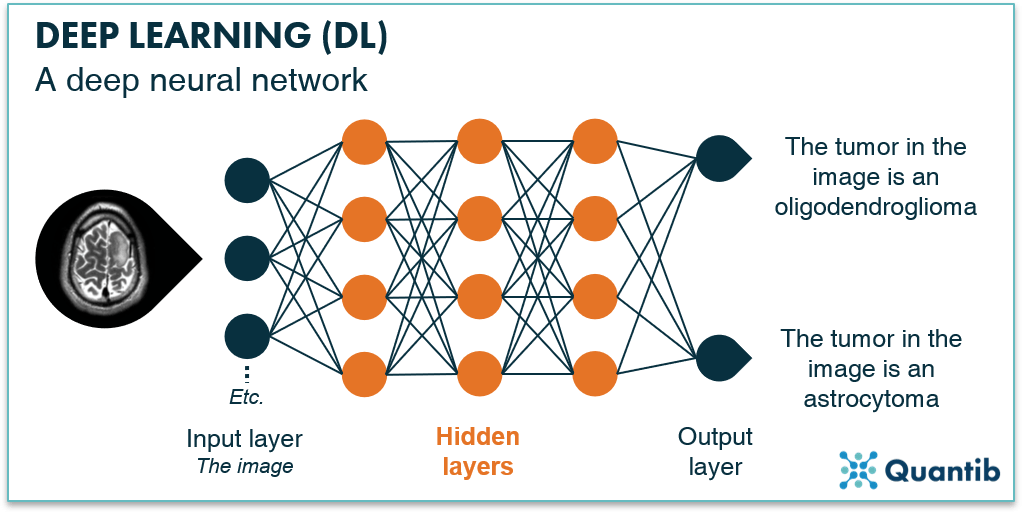 DEEP LEARNING (DL)
A deep neural network
The tumor in the
image is an
oligodendroglioma
The tumor in the
image is an
astrocytoma
Etc.
Input layer
The image
Hidden
layers
Output
layer
Quantib